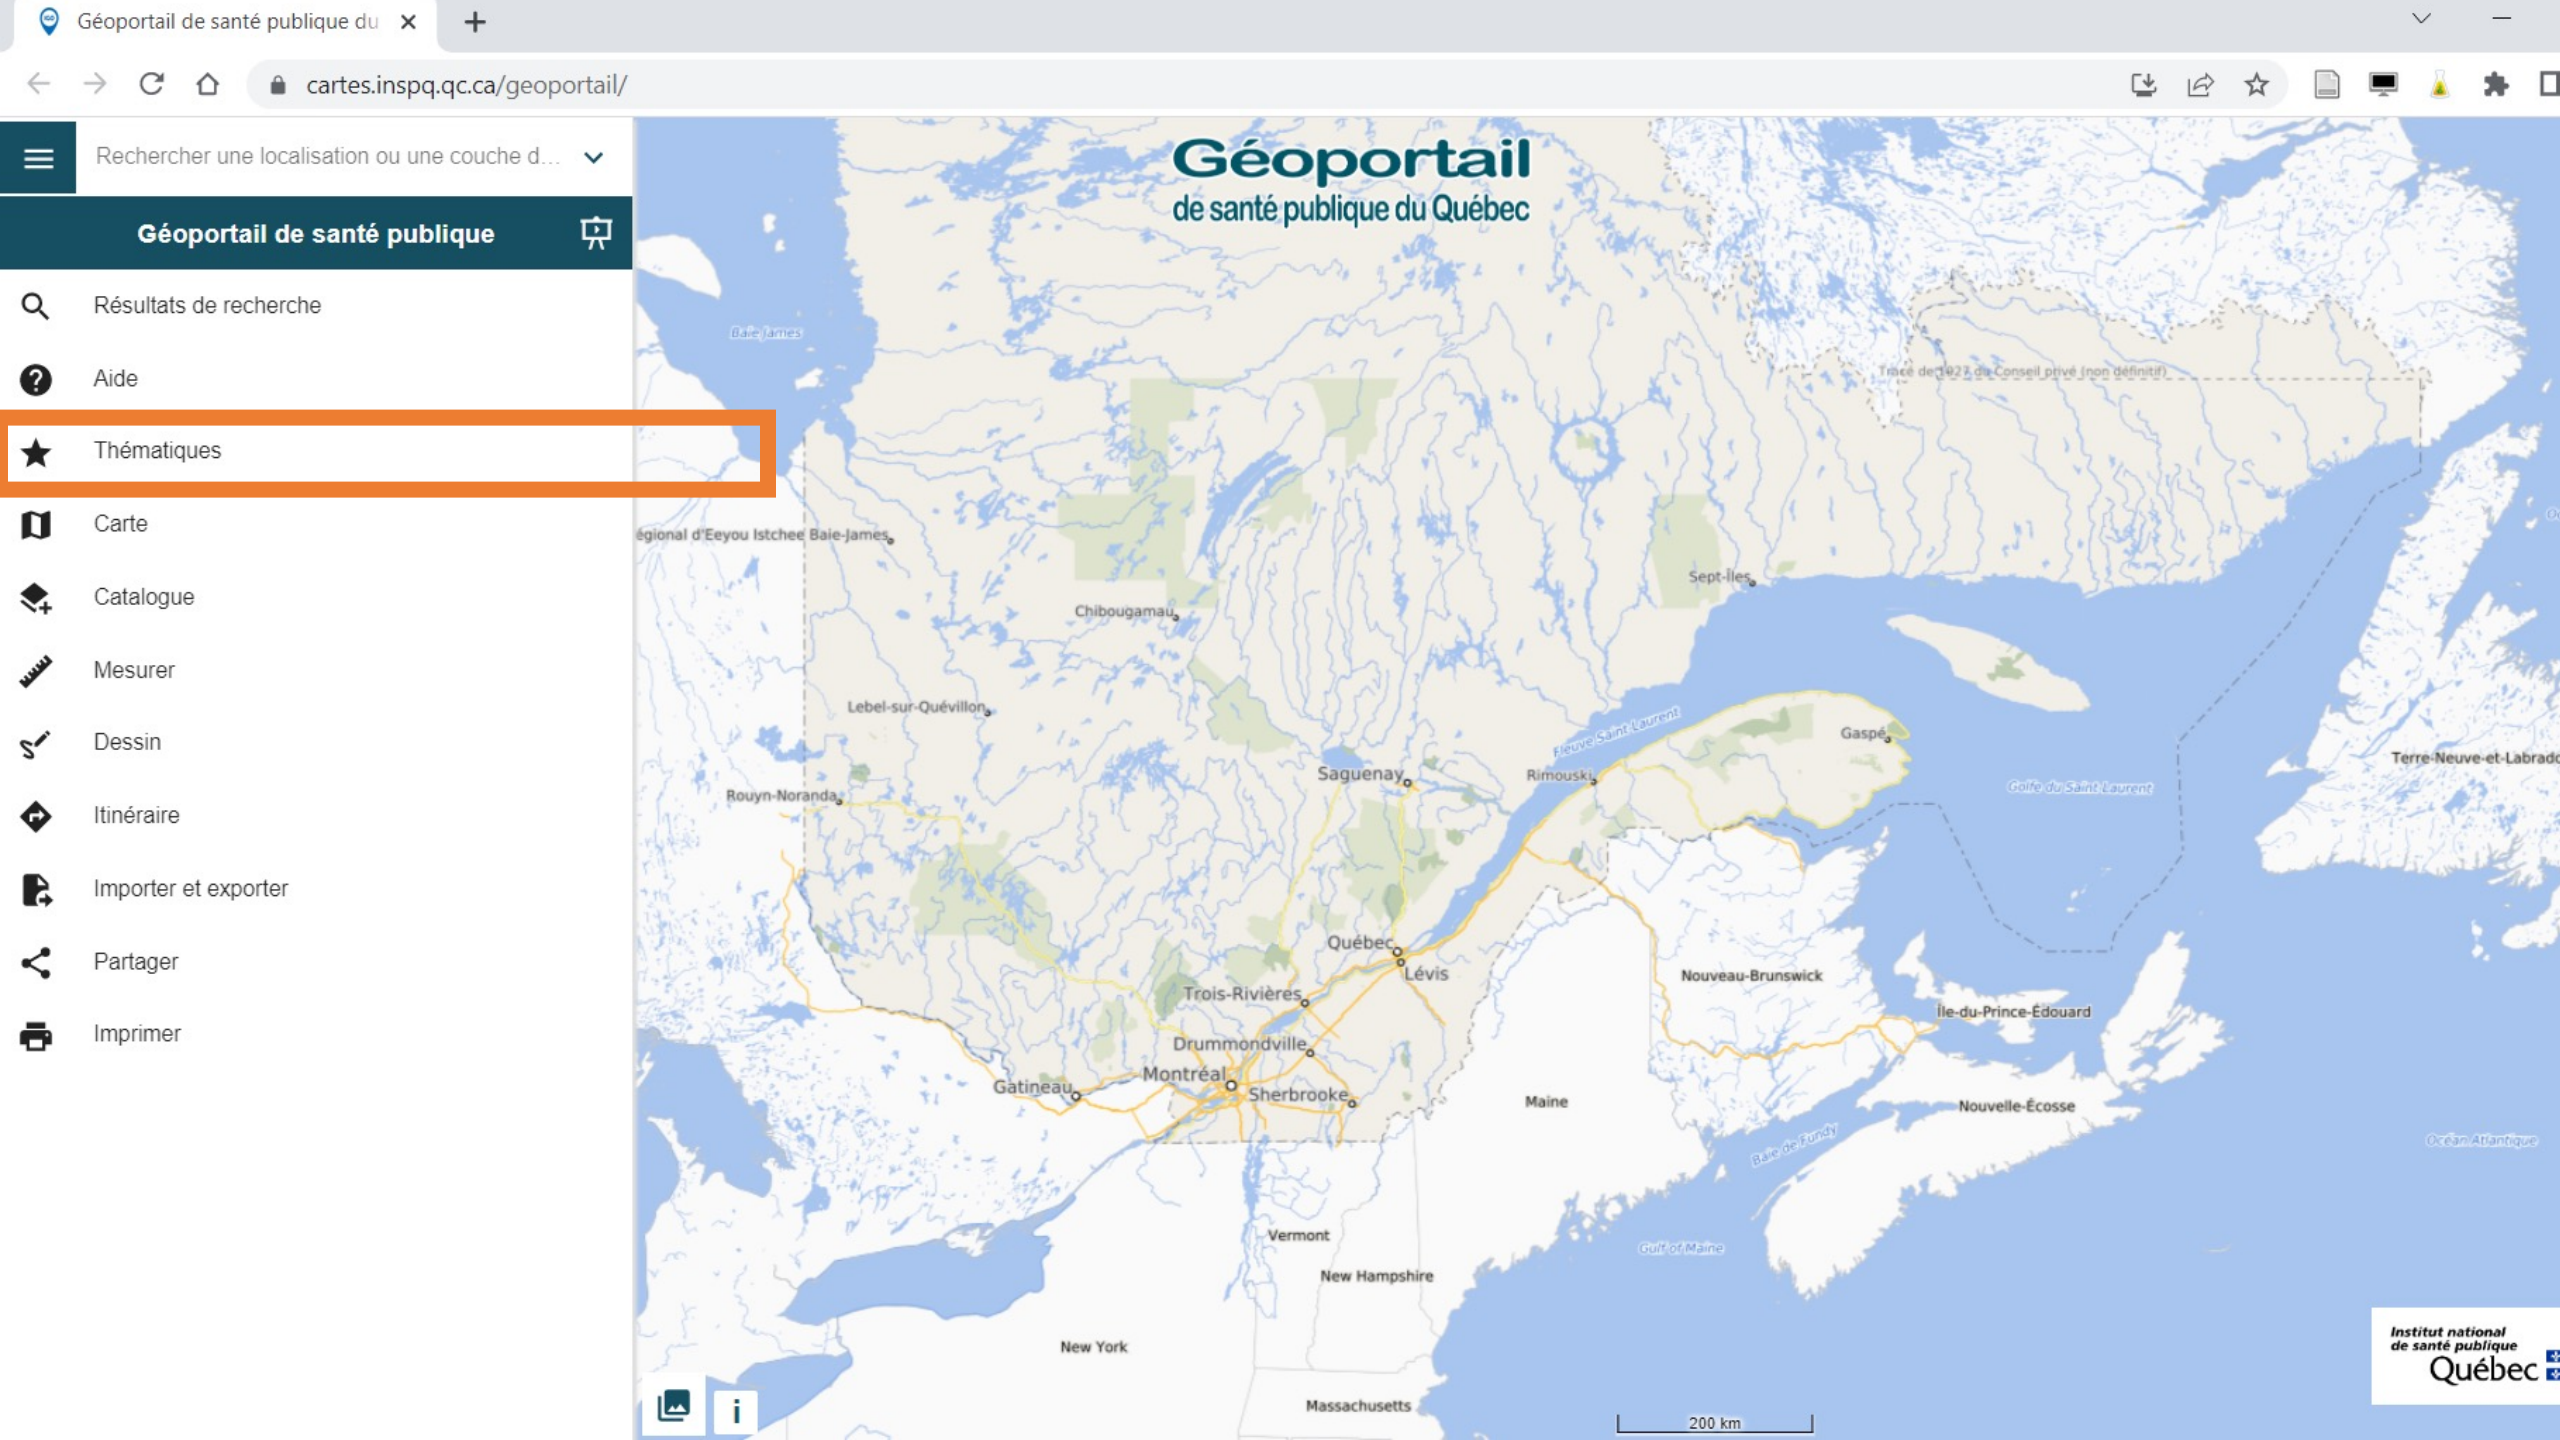 Géoportail de santé publique du
cartes.inspq.qc.ca/geoportail/
Rechercher une localisation ou une couche d...
Géoportail de santé publique
Résultats de recherche
Aide
Thématiques
Carte
Catalogue
Mesurer
Dessin
Itinéraire
Importer et exporter
Partager
Imprimer
Géoportail
de santé publique du Québec
Baie James
Tracé de 1927 du Conseil privé (non définitif)
égional d'Eeyou Istchee Baie-James
Sept-Îles
Chibougamau
Lebel-sur-Quévillon
Fleuve Saint-Laurent
Gaspé
Terre-Neuve-et-Labrado
Saguenay
Rimouski
Golfe du Saint-Laurent
Rouyn-Noranda
Québec
Lévis
Nouveau-Brunswick
Trois-Rivières
Île-du-Prince-Édouard
Drummondville
Montréal
Gatineau
Sherbrooke
Maine
Nouvelle-Écosse
Baie de Fundy
Océan Atlantique
Vermont
Gulf of Maine
New Hampshire
New York
Massachusetts
i
200 km
Institut national
de santé publique
Québec